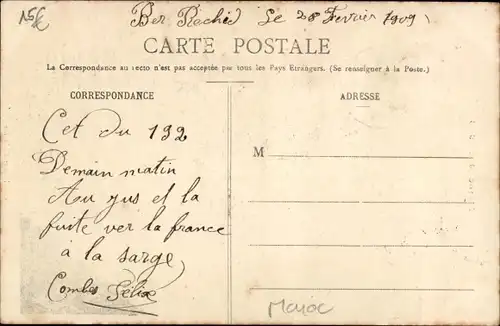 15€
Ber Rechid Le 28 Fevrier 1909
CARTE POSTALE
La Correspondance au recto n'est pas acceptée par tous les Pays Etrangers. (Se renseigner à la Poste.)
CORRESPONDANCE
Cet du 132
Demain matin
Au jus et la
fuite ver la france
à la sarge
Combes Félix
ADRESSE
M
Maroc